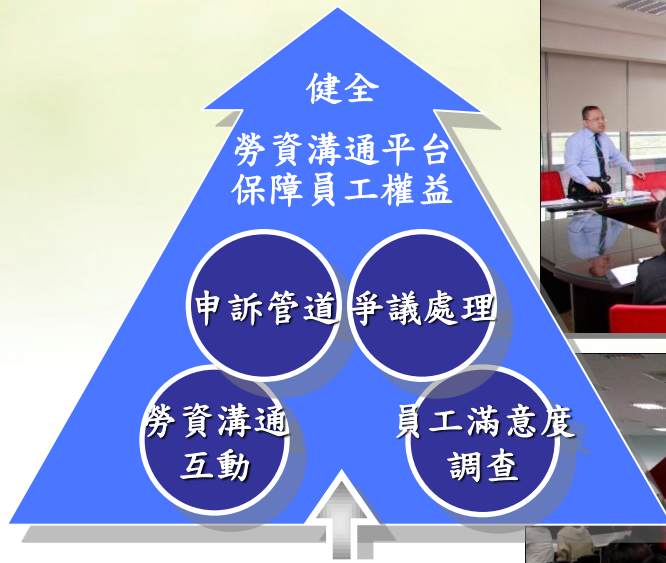 健全
勞資溝通平台
保障員工權益
申訴管道
爭議處理
勞資溝通
互動
員工滿意度
調查